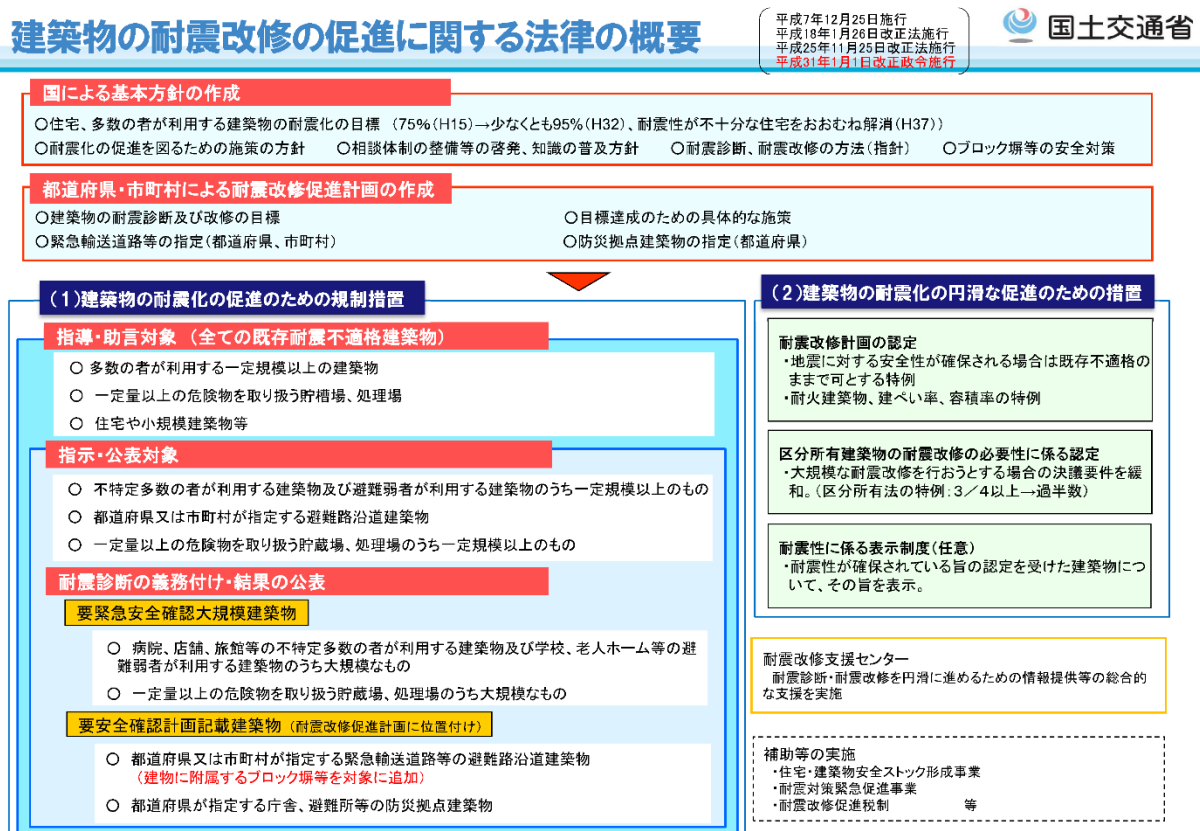 建築物の耐震改修の促進に関する法律の概要
平成7年12月25日施行
平成18年1月26日改正法施行
平成25年11月25日改正法施行
平成31年1月1日改正政令施行
国土交通省
国による基本方針の作成
○住宅、多数の者が利用する建築物の耐震化の目標 （75%（H15）→少なくとも95%（H32）、耐震性が不十分な住宅をおおむね解消（H37））
○耐震化の促進を図るための施策の方針 ○相談体制の整備等の啓発、知識の普及方針 ○耐震診断、耐震改修の方法（指針） ○ブロック塀等の安全対策
都道府県・市町村による耐震改修促進計画の作成
○建築物の耐震診断及び改修の目標 ○目標達成のための具体的な施策
○緊急輸送道路等の指定（都道府県、市町村） ○防災拠点建築物の指定（都道府県）
（1）建築物の耐震化の促進のための規制措置
指導・助言対象 （全ての既存耐震不適格建築物）
○ 多数の者が利用する一定規模以上の建築物
○ 一定量以上の危険物を取り扱う貯槽場、処理場
○ 住宅や小規模建築物等
指示・公表対象
○ 不特定多数の者が利用する建築物及び避難弱者が利用する建築物のうち一定規模以上のもの
○ 都道府県又は市町村が指定する避難路沿道建築物
○ 一定量以上の危険物を取り扱う貯蔵場、処理場のうち一定規模以上のもの
耐震診断の義務付け・結果の公表
要緊急安全確認大規模建築物
○ 病院、店舗、旅館等の不特定多数の者が利用する建築物及び学校、老人ホーム等の避
難弱者が利用する建築物のうち大規模なもの
○ 一定量以上の危険物を取り扱う貯蔵場、処理場のうち大規模なもの
要安全確認計画記載建築物 （耐震改修促進計画に位置付け）
○ 都道府県又は市町村が指定する緊急輸送道路等の避難路沿道建築物
（建物に附属するブロック塀等を対象に追加）
○ 都道府県が指定する庁舎、避難所等の防災拠点建築物
（2）建築物の耐震化の円滑な促進のための措置
耐震改修計画の認定
・地震に対する安全性が確保される場合は既存不適格の
ままで可とする特例
・耐火建築物、建ぺい率、容積率の特例
区分所有建築物の耐震改修の必要性に係る認定
・大規模な耐震改修を行おうとする場合の決議要件を緩
和。（区分所有法の特例：３／４以上→過半数）
耐震性に係る表示制度（任意）
・耐震性が確保されている旨の認定を受けた建築物につ
いて、その旨を表示。
耐震改修支援センター
耐震診断・耐震改修を円滑に進めるための情報提供等の総合的
な支援を実施
補助等の実施
・住宅・建築物安全ストック形成事業
・耐震対策緊急促進事業
・耐震改修促進税制 等